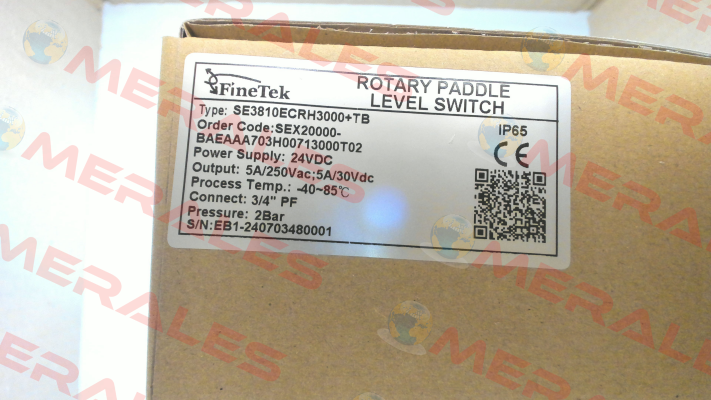 FineTek
ROTARY PADDLE
LEVEL SWITCH
Type: SE3810ECRH3000+TB
Order Code:SEX20000-
BAEAAA703H00713000T02
Power Supply: 24VDC
Output: 5A/250Vac;5A/30Vdc
Process Temp.: -40~85℃
Connect: 3/4" PF
Pressure: 2Bar
S/N:EB1-240703480001
IP65
CE
MERALES
MERALES
MERALES
MERALES
MERALES
MERALES